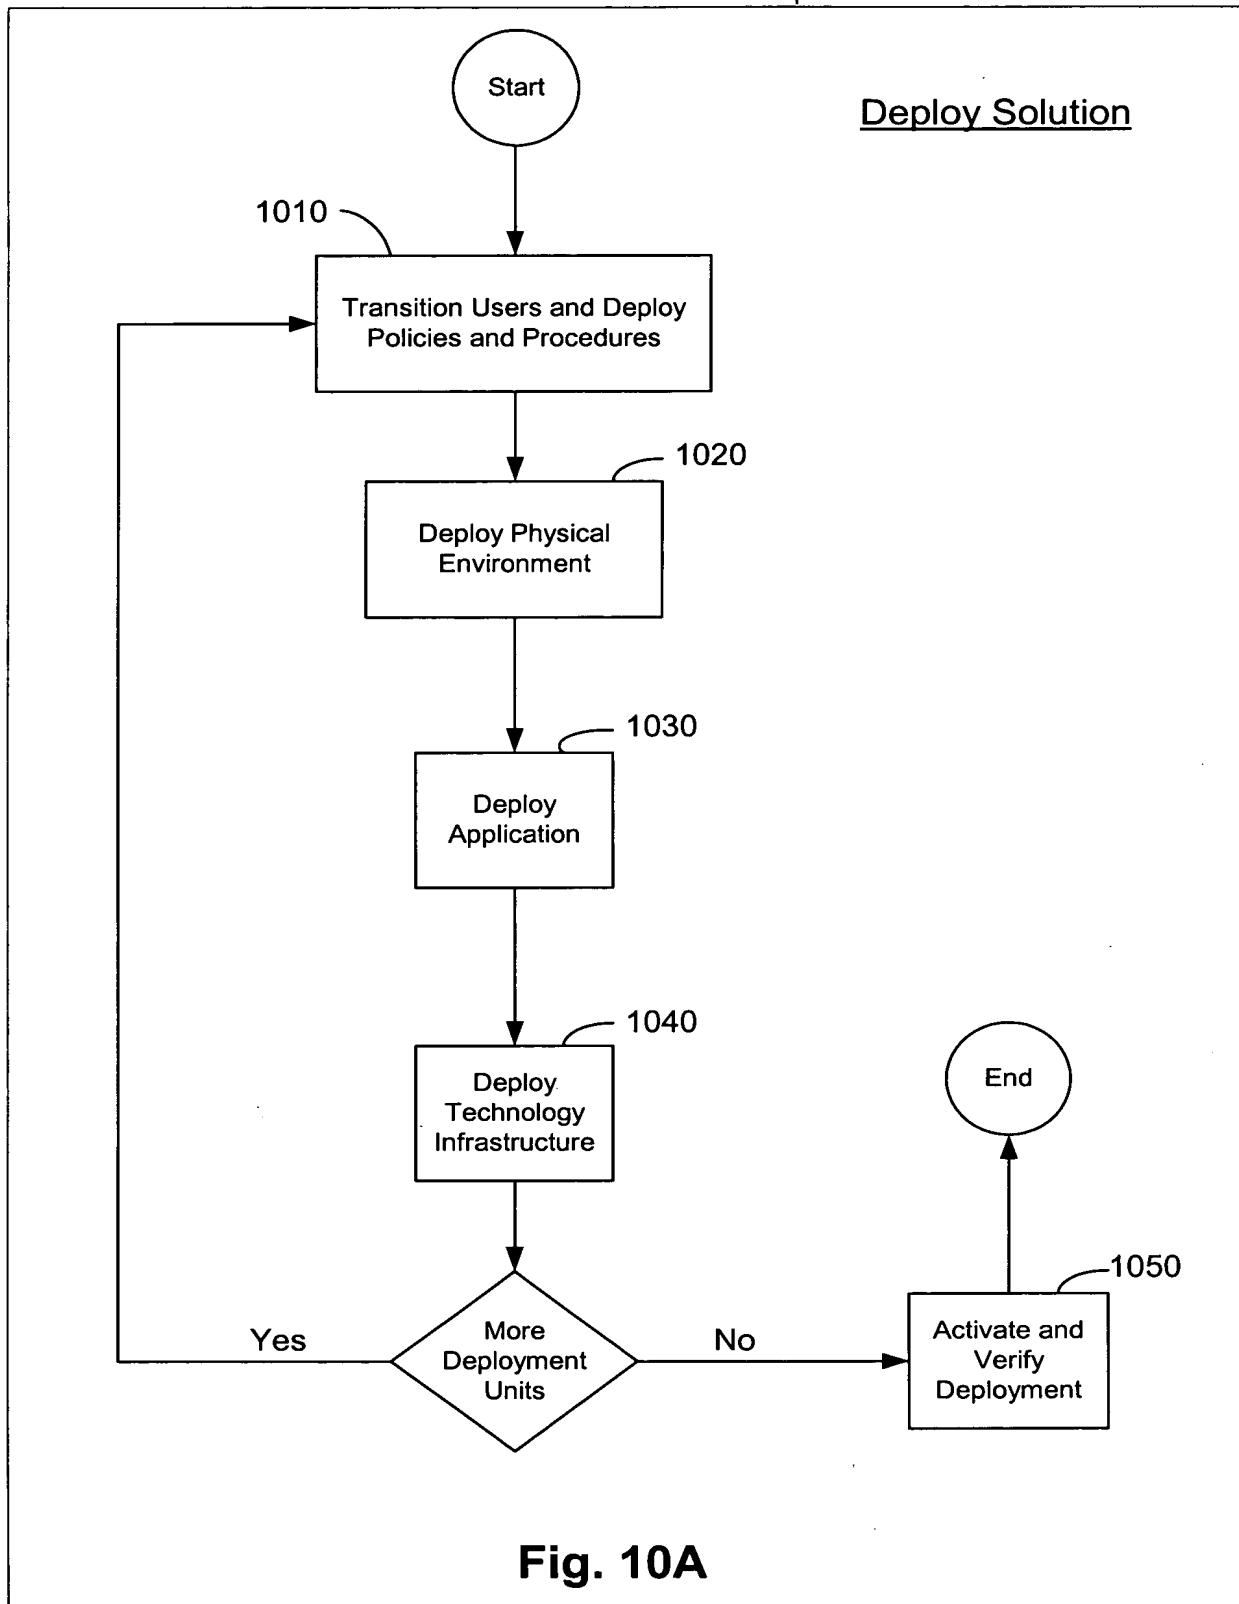 Start
Deploy Solution
1010
Transition Users and Deploy
Policies and Procedures
1020
Deploy Physical
Environment
1030
Deploy
Application
1040
Deploy
Technology
Infrastructure
End
1050
Yes
More
Deployment
Units
No
Activate and
Verify
Deployment
Fig. 10A